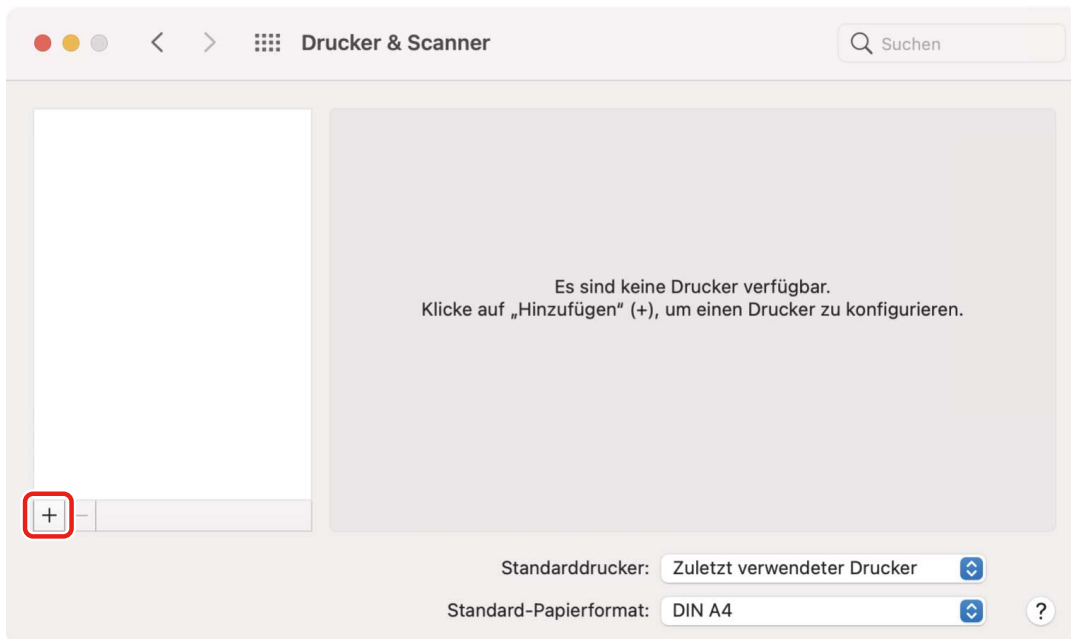 Drucker & Scanner
Suchen
Es sind keine Drucker verfügbar.
Klicke auf „Hinzufügen“ (+), um einen Drucker zu konfigurieren.
+ −
Standarddrucker: Zuletzt verwendeter Drucker
Standard-Papierformat: DIN A4
?